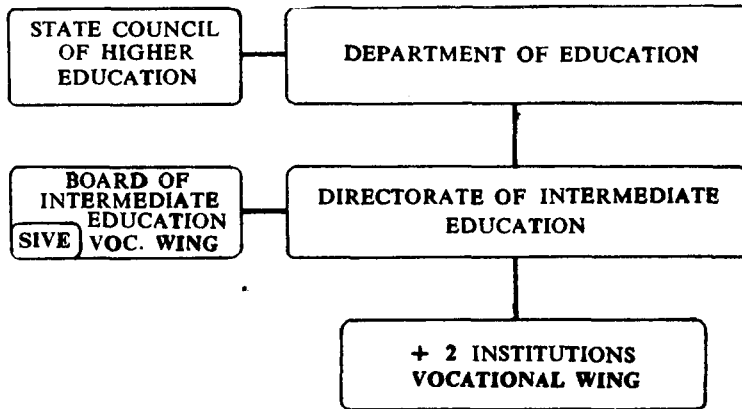 STATE COUNCIL
OF HIGHER
EDUCATION
DEPARTMENT OF EDUCATION
BOARD OF
INTERMEDIATE
EDUCATION
SIVE VOC. WING
DIRECTORATE OF INTERMEDIATE
EDUCATION
+ 2 INSTITUTIONS
VOCATIONAL WING